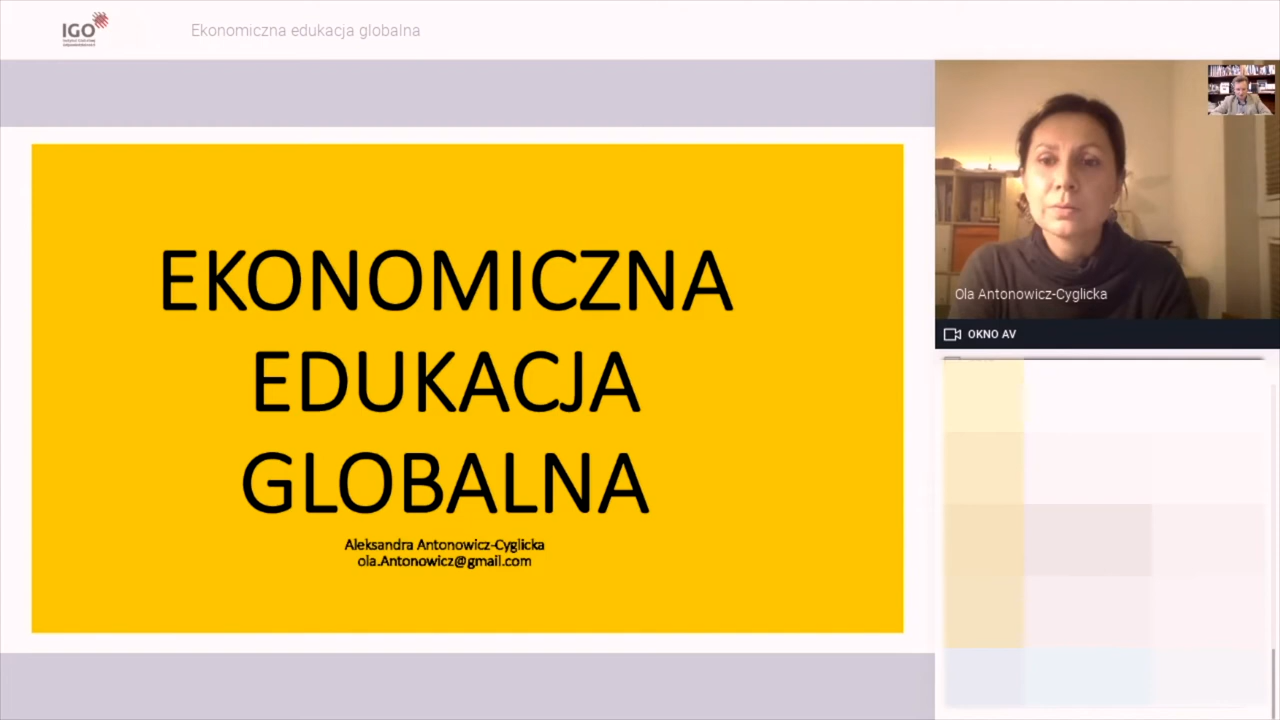 IGO
Ekonomiczna edukacja globalna
EKONOMICZNA
EDUKACJA
GLOBALNA
Aleksandra Antonowicz-Cyglicka
ola.Antonowicz@gmail.com
Ola Antonowicz-Cyglicka
OKNO AV